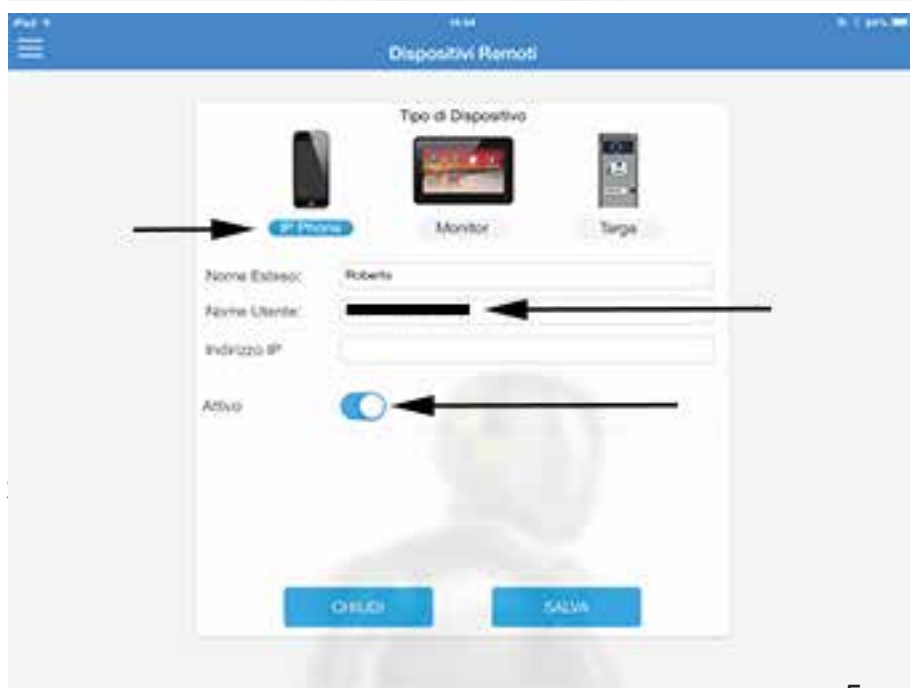 iPad
Dispositivi Remoti
Tipo di Dispositivo
IP Phone Monitor Targa
Nome Esteso: Roberto
Nome Utente:
Indirizzo IP
Attivo
CHIUDI SALVA